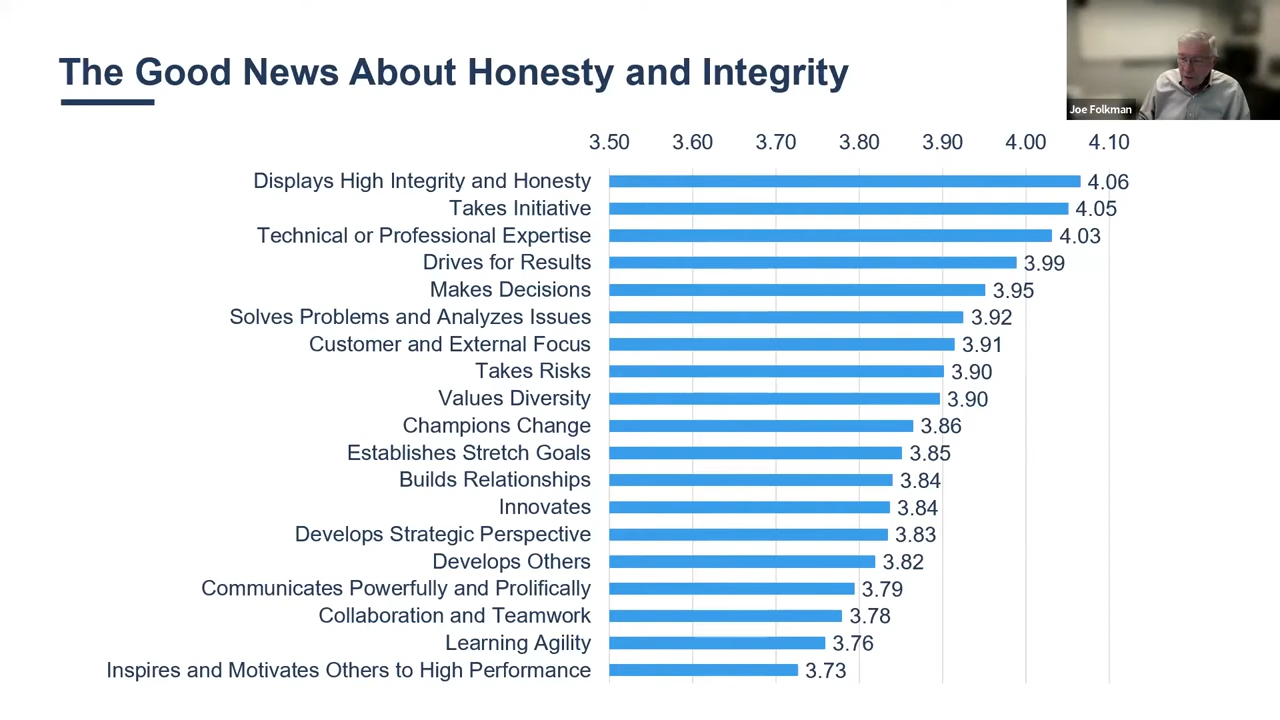 The Good News About Honesty and Integrity
Joe Folkman
3.50 3.60 3.70 3.80 3.90 4.00 4.10
Displays High Integrity and Honesty 4.06
Takes Initiative 4.05
Technical or Professional Expertise 4.03
Drives for Results 3.99
Makes Decisions 3.95
Solves Problems and Analyzes Issues 3.92
Customer and External Focus 3.91
Takes Risks 3.90
Values Diversity 3.90
Champions Change 3.86
Establishes Stretch Goals 3.85
Builds Relationships 3.84
Innovates 3.84
Develops Strategic Perspective 3.83
Develops Others 3.82
Communicates Powerfully and Prolifically 3.79
Collaboration and Teamwork 3.78
Learning Agility 3.76
Inspires and Motivates Others to High Performance 3.73